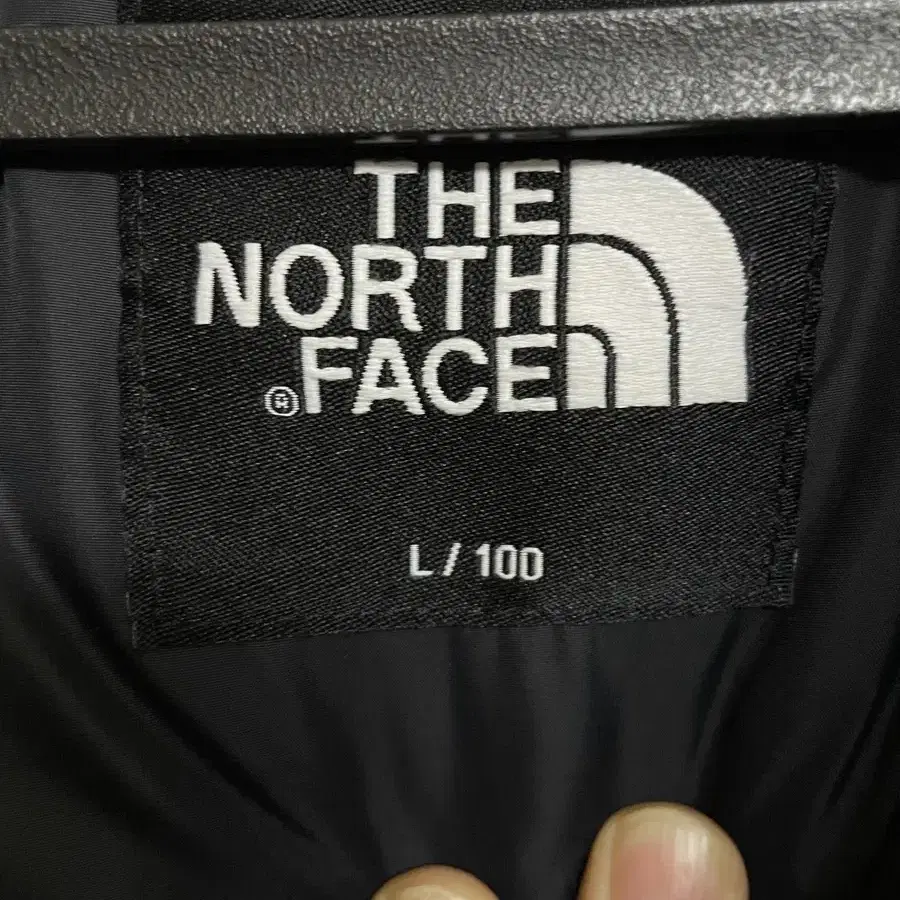 THE
NORTH
®FACE
L / 100